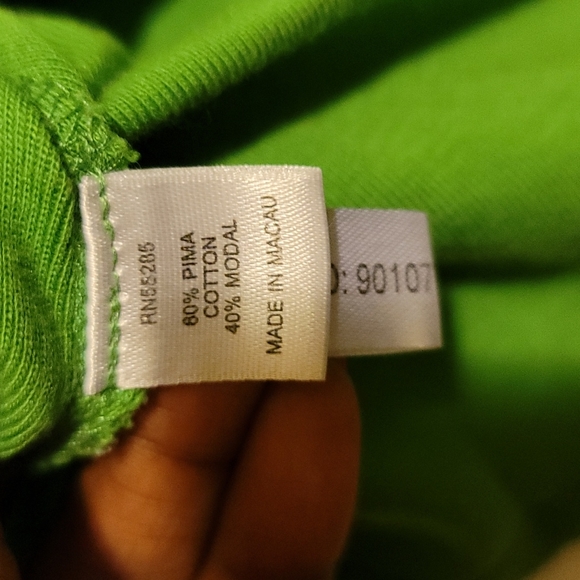 RN55285
60% PIMA
COTTON
40% MODAL
MADE IN MACAU
: 90107